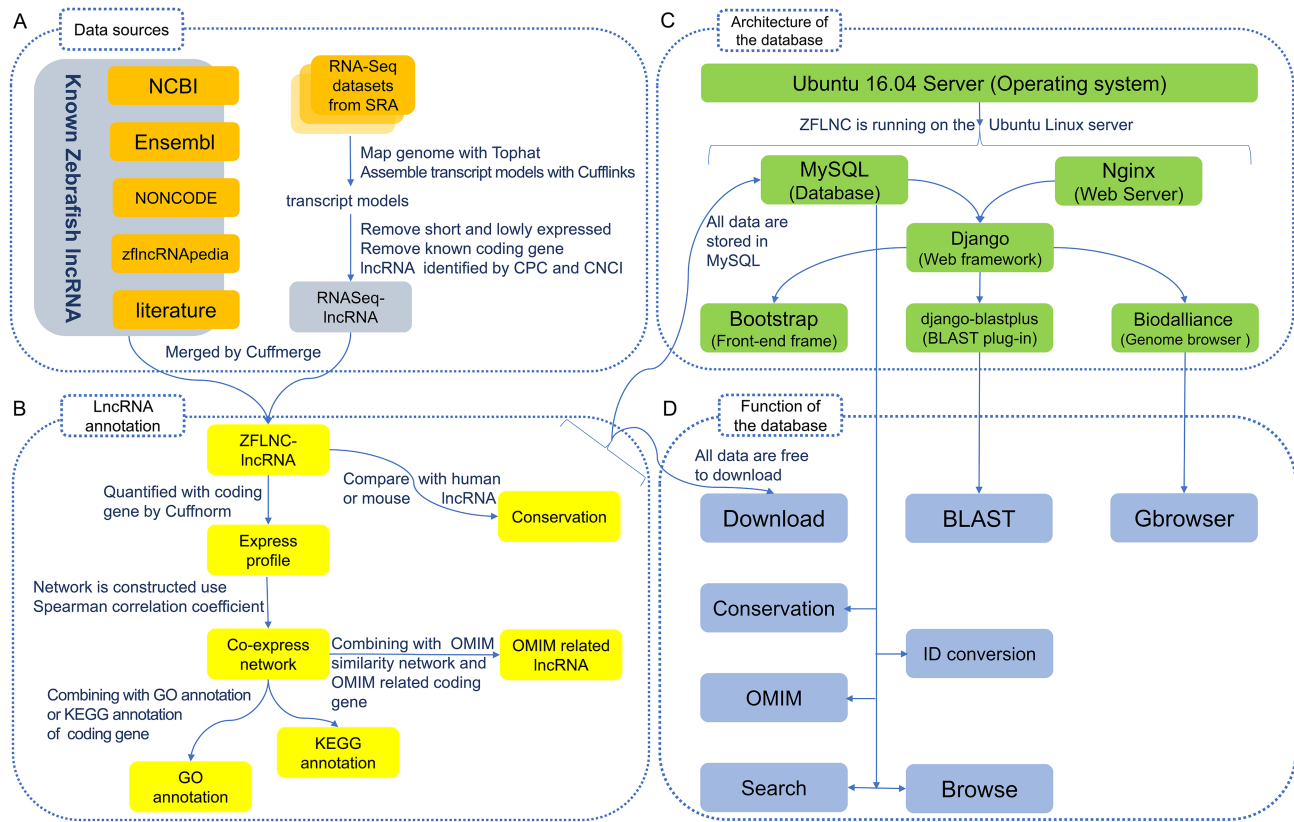 A
Data sources
Known Zebrafish lncRNA
NCBI
Ensembl
NONCODE
zflncRNApedia
literature
RNA-Seq
datasets
from SRA
Map genome with Tophat
Assemble transcript models with Cufflinks
transcript models
Remove short and lowly expressed
Remove known coding gene
lncRNA identified by CPC and CNCI
RNASeq-
lncRNA
Merged by Cuffmerge
B
LncRNA
annotation
ZFLNC-
lncRNA
Quantified with coding
gene by Cuffnorm
Compare with human
or mouse lncRNA
Conservation
Express
profile
Network is constructed use
Spearman correlation coefficient
Co-express
network
Combining with OMIM
similarity network and
OMIM related coding
gene
OMIM related
lncRNA
Combining with GO annotation
or KEGG annotation
of coding gene
KEGG
annotation
GO
annotation
C
Architecture of
the database
Ubuntu 16.04 Server (Operating system)
ZFLNC is running on the Ubuntu Linux server
MySQL
(Database)
Nginx
(Web Server)
All data are
stored in
MySQL
Django
(Web framework)
Bootstrap
(Front-end frame)
django-blastplus
(BLAST plug-in)
Biodalliance
(Genome browser )
D
Function of
the database
All data are free
to download
Download
BLAST
Gbrowser
Conservation
ID conversion
OMIM
Search
Browse